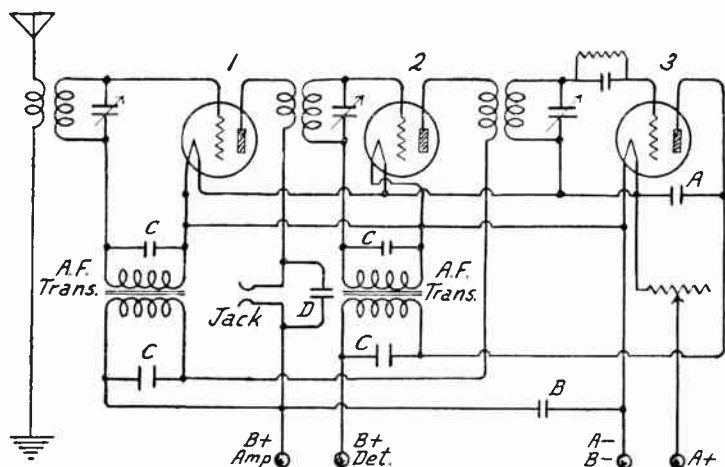 1
2
3
A
C
C
A.F.
Trans.
Jack
D
A.F.
Trans.
C
C
B
B+
Amp
B+
Det.
A-
B-
A+